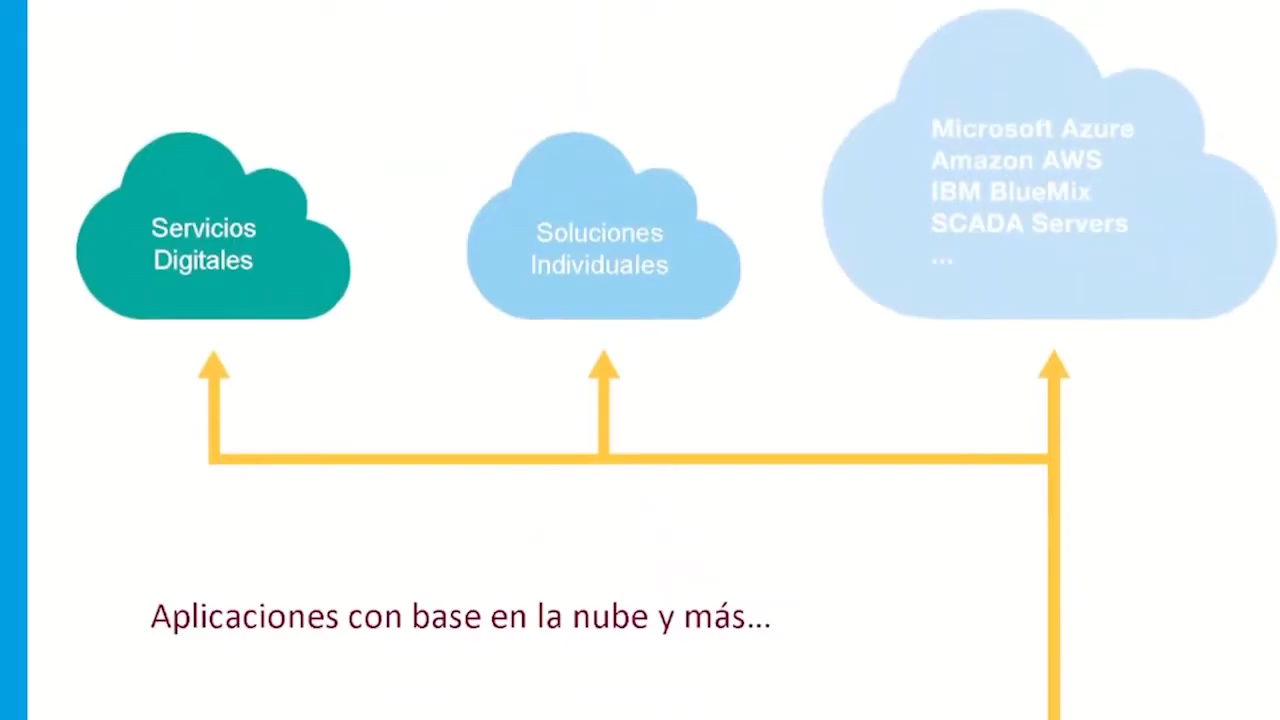 Servicios
Digitales
Soluciones
Individuales
Microsoft Azure
Amazon AWS
IBM BlueMix
SCADA Servers
...
Aplicaciones con base en la nube y más...